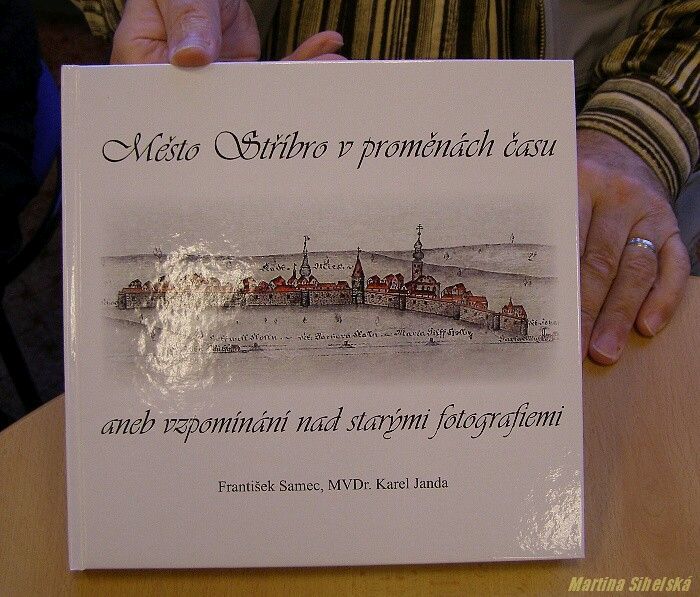 Město Stříbro v proměnách času
aneb vzpomínání nad starými fotografiemi
František Samec, MVDr. Karel Janda
Martina Sihelská